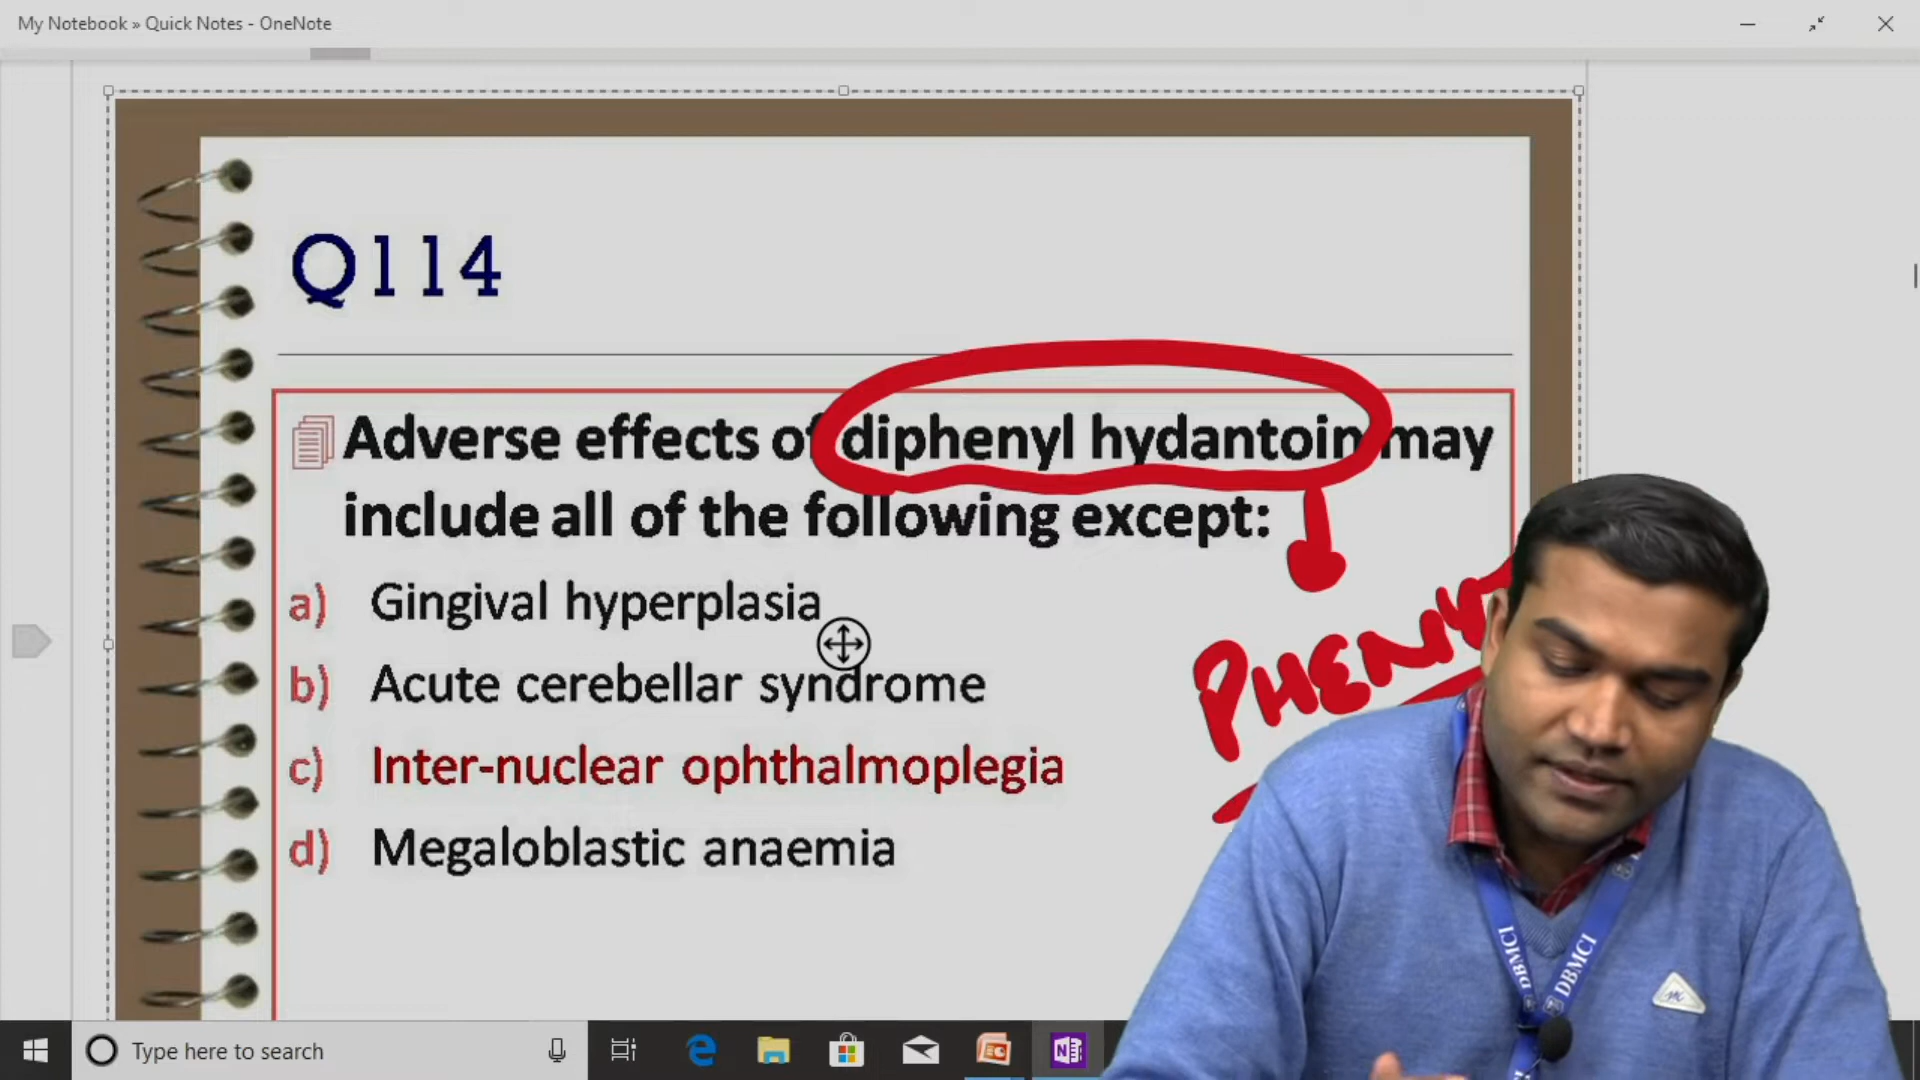 My Notebook » Quick Notes - OneNote
Q114
Adverse effects of diphenyl hydantoin may
include all of the following except:
a) Gingival hyperplasia
b) Acute cerebellar syndrome
c) Inter-nuclear ophthalmoplegia
d) Megaloblastic anaemia
DBMCI
DBMCI
Type here to search